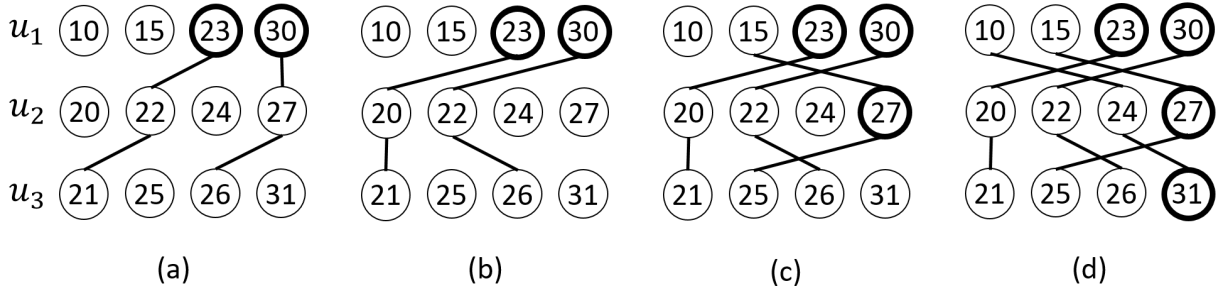 u₁ 10 15 23 30 10 15 23 30 10 15 23 30 10 15 23 30
u₂ 20 22 24 27 20 22 24 27 20 22 24 27 20 22 24 27
u₃ 21 25 26 31 21 25 26 31 21 25 26 31 21 25 26 31
(a) (b) (c) (d)